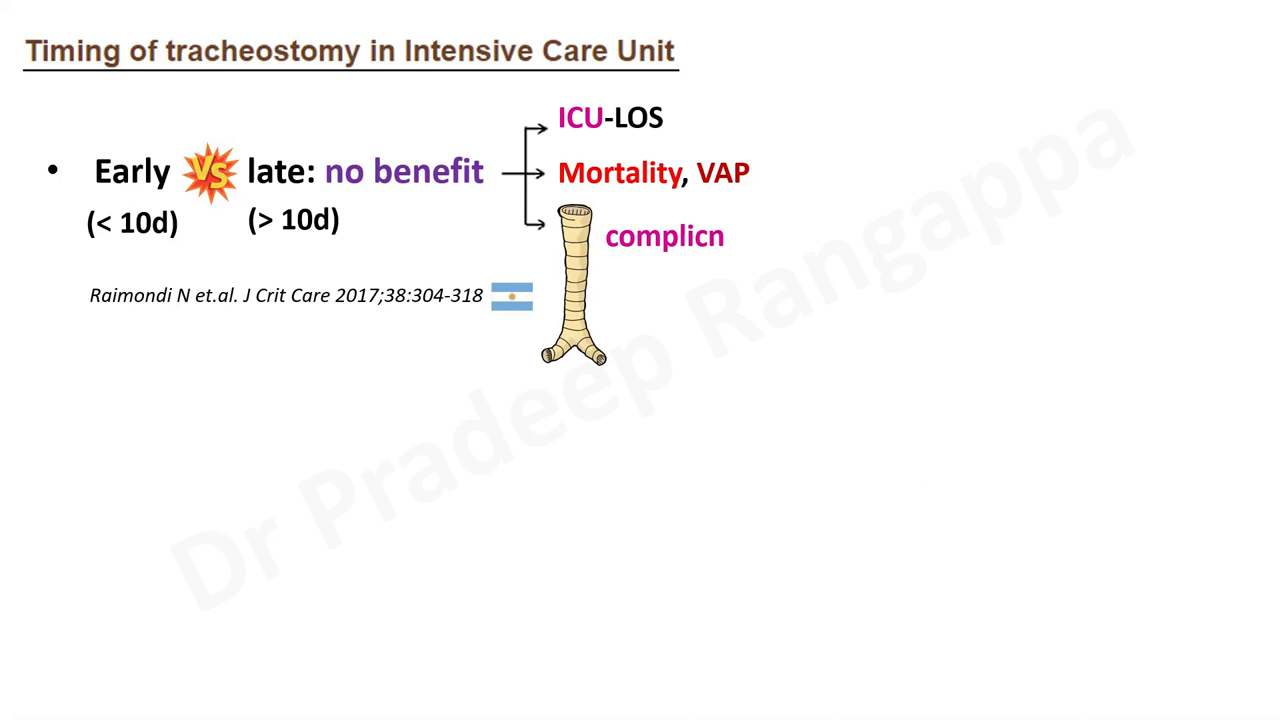 Timing of tracheostomy in Intensive Care Unit
• Early VS late: no benefit
(< 10d) (> 10d)
ICU-LOS
Mortality, VAP
complicn
Raimondi N et.al. J Crit Care 2017;38:304-318
Dr Pradeep Rangappa